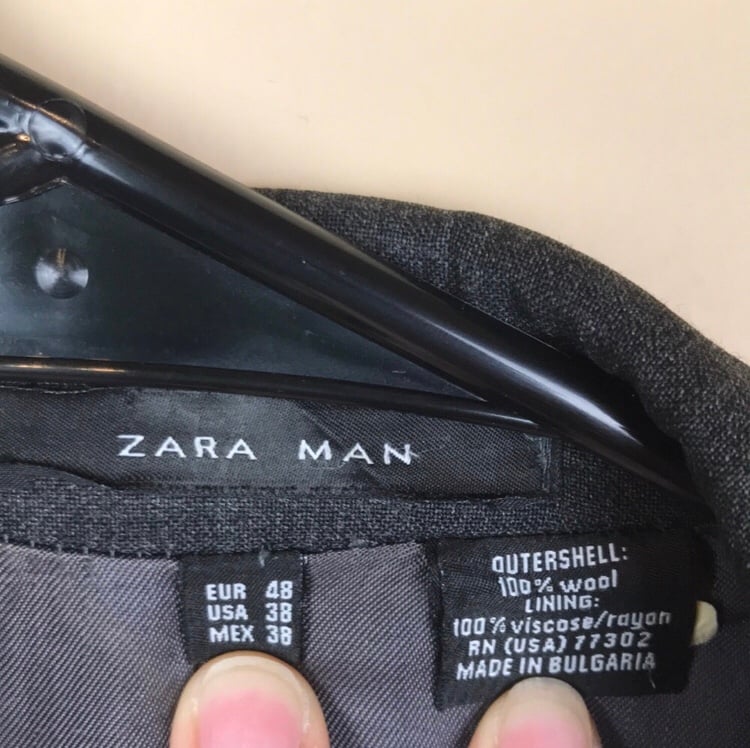 ZARA MAN
EUR 48
USA 38
MEX 38
OUTERSHELL:
100% wool
LINING:
100% viscose/rayon
RN (USA) 77302
MADE IN BULGARIA